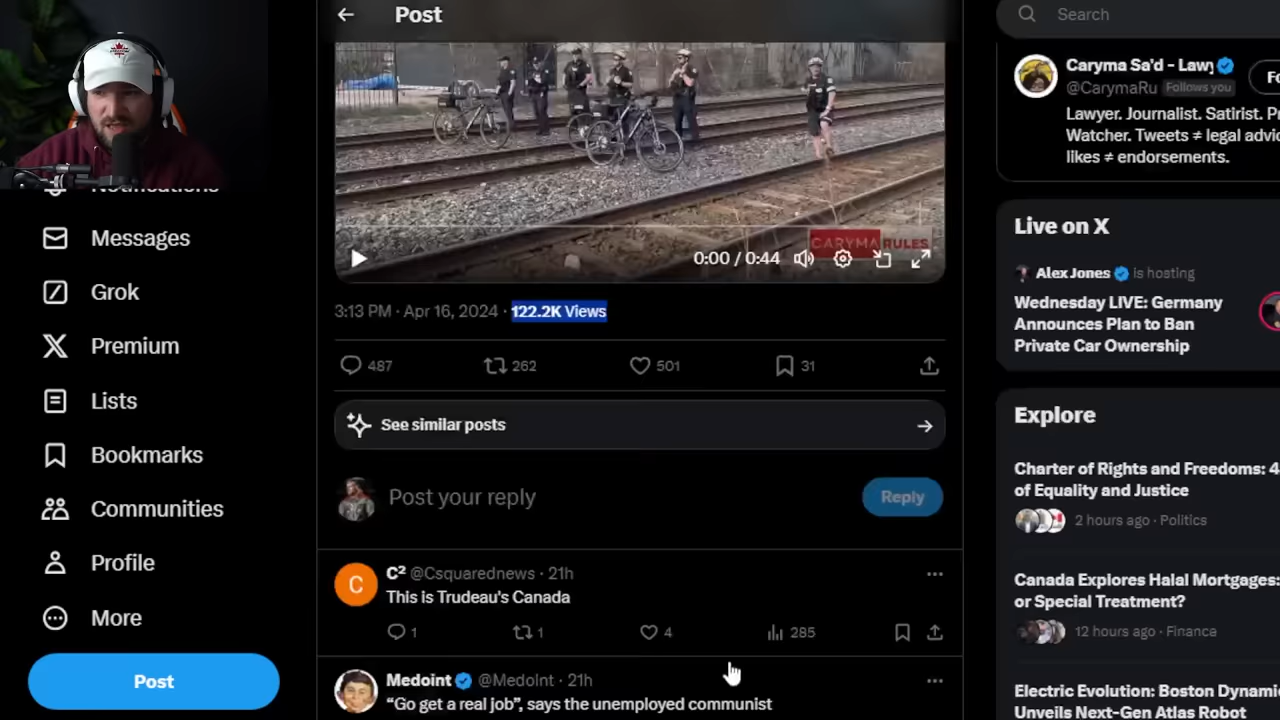 Post
Search
CARYMA RULES
0:00 / 0:44
3:13 PM · Apr 16, 2024 · 122.2K Views
487
262
501
31
See similar posts
Post your reply
Reply
C² @Csquarednews · 21h
This is Trudeau's Canada
1
1
4
285
Medoint @MedoInt · 21h
“Go get a real job”, says the unemployed communist
Notifications
Messages
Grok
Premium
Lists
Bookmarks
Communities
Profile
More
Post
Caryma Sa'd - Lawy
@CarymaRu Follows you
Fo
Lawyer. Journalist. Satirist. Pr
Watcher. Tweets ≠ legal advic
likes ≠ endorsements.
Live on X
Alex Jones is hosting
Wednesday LIVE: Germany
Announces Plan to Ban
Private Car Ownership
Explore
Charter of Rights and Freedoms: 4
of Equality and Justice
2 hours ago · Politics
Canada Explores Halal Mortgages:
or Special Treatment?
12 hours ago · Finance
Electric Evolution: Boston Dynamic
Unveils Next-Gen Atlas Robot